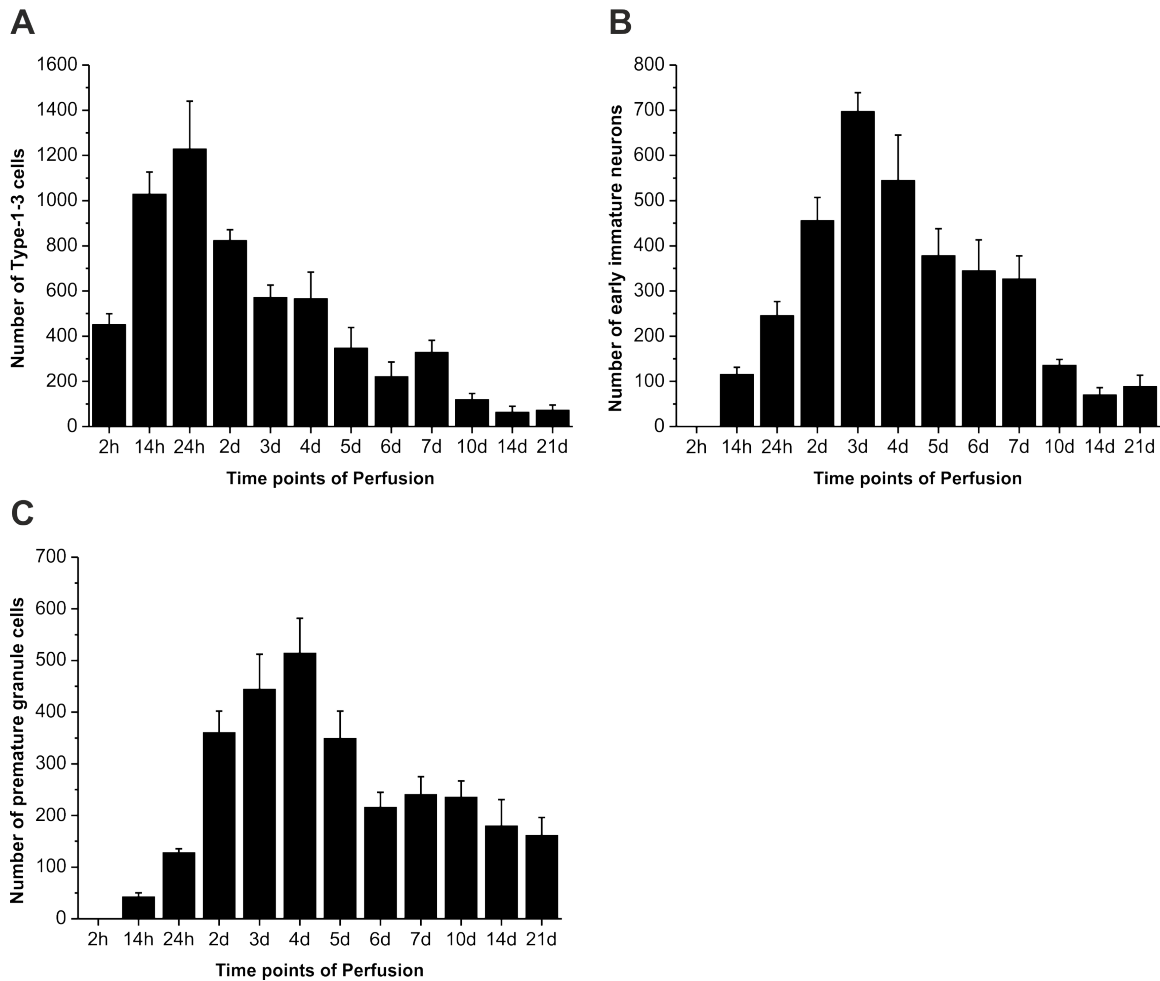 A
B
Number of Type-1-3 cells
1600
1400
1200
1000
800
600
400
200
0
2h 14h 24h 2d 3d 4d 5d 6d 7d 10d 14d 21d
Time points of Perfusion
Number of early immature neurons
800
700
600
500
400
300
200
100
0
2h 14h 24h 2d 3d 4d 5d 6d 7d 10d 14d 21d
Time points of Perfusion
C
Number of premature granule cells
700
600
500
400
300
200
100
0
2h 14h 24h 2d 3d 4d 5d 6d 7d 10d 14d 21d
Time points of Perfusion